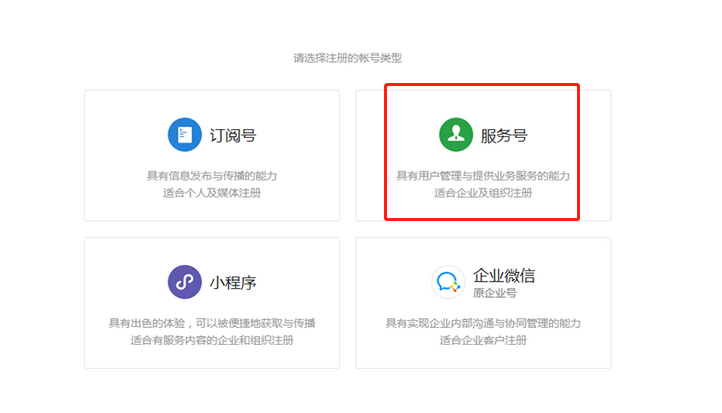 请选择注册的帐号类型
订阅号
具有信息发布与传播的能力
适合个人及媒体注册
服务号
具有用户管理与提供业务服务的能力
适合企业及组织注册
小程序
具有出色的体验，可以被便捷地获取与传播
适合有服务内容的企业和组织注册
企业微信
原企业号
具有实现企业内部沟通与协同管理的能力
适合企业客户注册